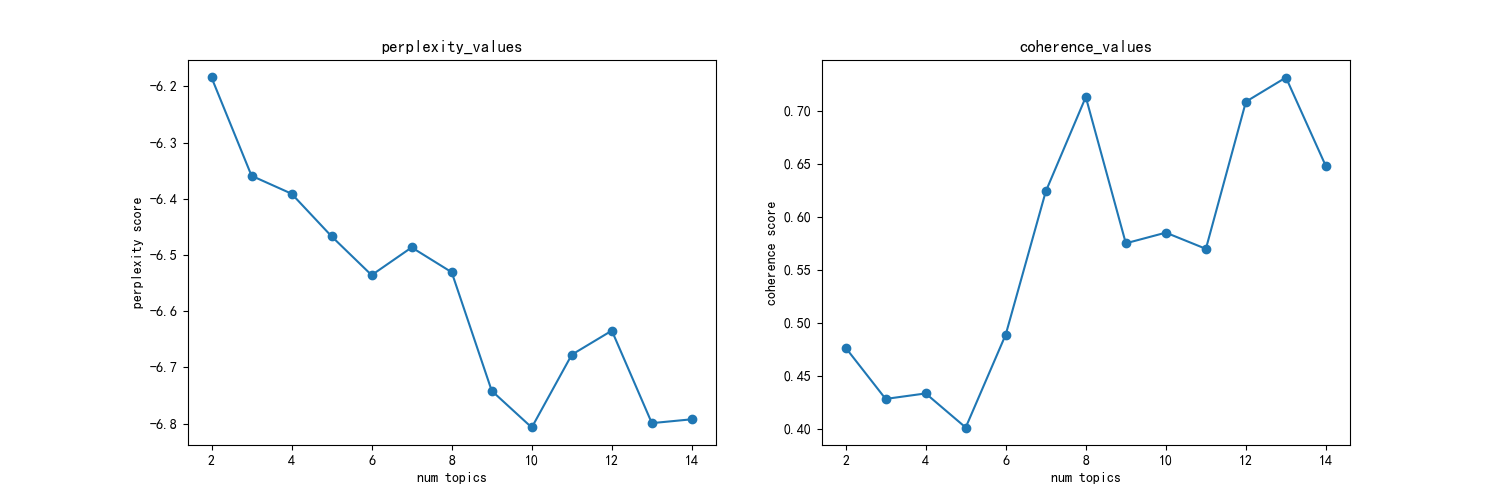 perplexity_values
perplexity score
-6.2
-6.3
-6.4
-6.5
-6.6
-6.7
-6.8
2 4 6 8 10 12 14
num topics
coherence_values
coherence score
0.70
0.65
0.60
0.55
0.50
0.45
0.40
2 4 6 8 10 12 14
num topics